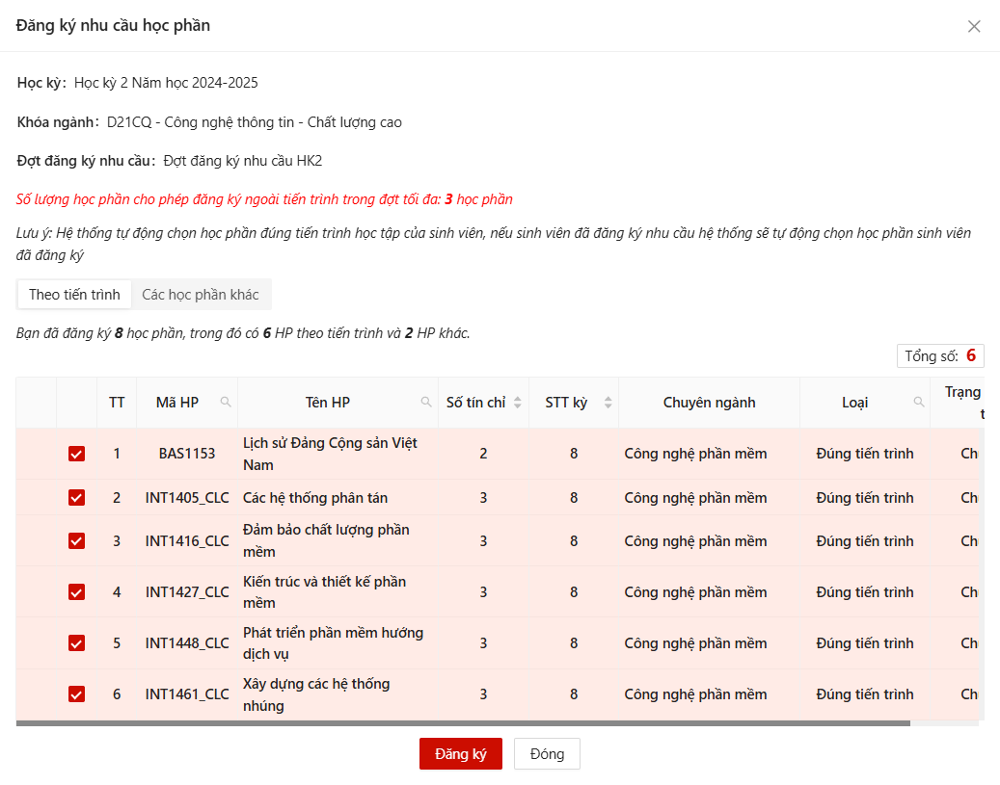 Đăng ký nhu cầu học phần
Học kỳ: Học kỳ 2 Năm học 2024-2025
Khóa ngành: D21CQ - Công nghệ thông tin - Chất lượng cao
Đợt đăng ký nhu cầu: Đợt đăng ký nhu cầu HK2
Số lượng học phần cho phép đăng ký ngoài tiến trình trong đợt tối đa: 3 học phần
Lưu ý: Hệ thống tự động chọn học phần đúng tiến trình học tập của sinh viên, nếu sinh viên đã đăng ký nhu cầu hệ thống sẽ tự động chọn học phần sinh viên
đã đăng ký
Theo tiến trình Các học phần khác
Bạn đã đăng ký 8 học phần, trong đó có 6 HP theo tiến trình và 2 HP khác.
Tổng số: 6
TT Mã HP Tên HP Số tín chỉ STT kỳ Chuyên ngành Loại Trạng
t
1 BAS1153 Lịch sử Đảng Cộng sản Việt 2 8 Công nghệ phần mềm Đúng tiến trình Ch
Nam
2 INT1405_CLC Các hệ thống phân tán 3 8 Công nghệ phần mềm Đúng tiến trình Ch
3 INT1416_CLC Đảm bảo chất lượng phần 3 8 Công nghệ phần mềm Đúng tiến trình Ch
mềm
4 INT1427_CLC Kiến trúc và thiết kế phần 3 8 Công nghệ phần mềm Đúng tiến trình Ch
mềm
5 INT1448_CLC Phát triển phần mềm hướng 3 8 Công nghệ phần mềm Đúng tiến trình Ch
dịch vụ
6 INT1461_CLC Xây dựng các hệ thống 3 8 Công nghệ phần mềm Đúng tiến trình Ch
nhúng
Đăng ký Đóng